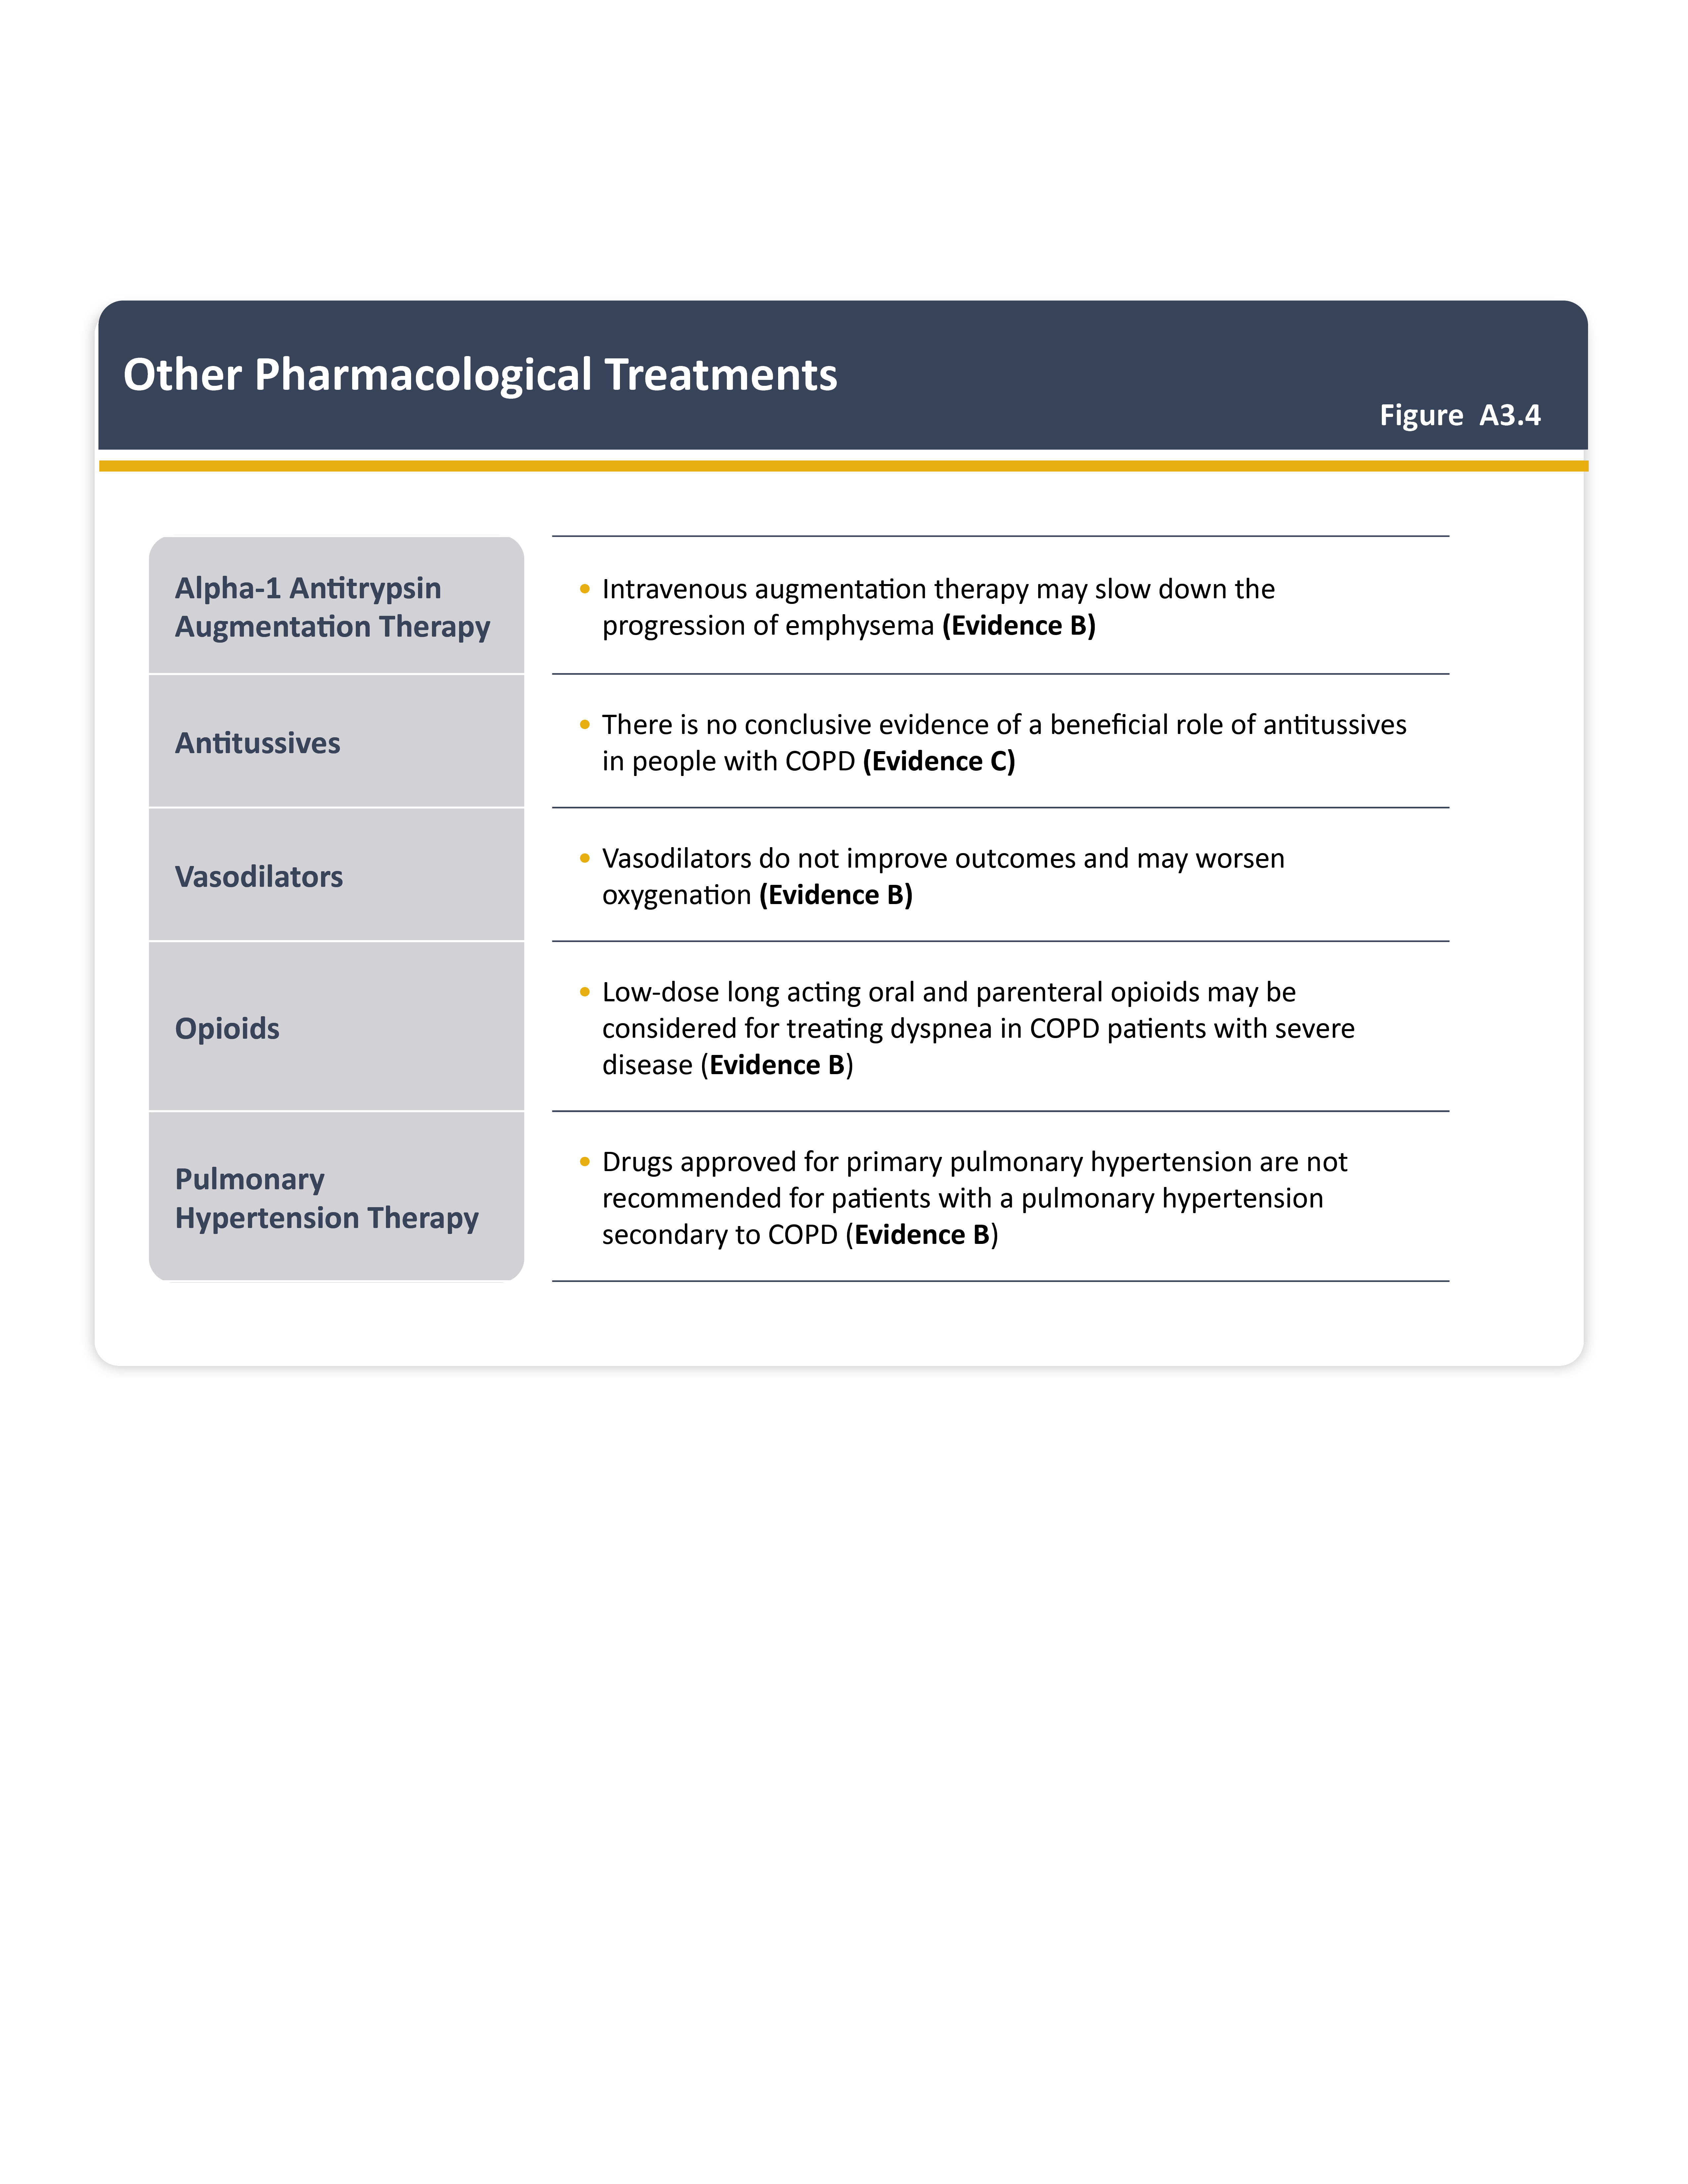 Other Pharmacological Treatments
Figure A3.4
Alpha-1 Antitrypsin
Augmentation Therapy
• Intravenous augmentation therapy may slow down the
progression of emphysema (Evidence B)
Antitussives
• There is no conclusive evidence of a beneficial role of antitussives
in people with COPD (Evidence C)
Vasodilators
• Vasodilators do not improve outcomes and may worsen
oxygenation (Evidence B)
Opioids
• Low-dose long acting oral and parenteral opioids may be
considered for treating dyspnea in COPD patients with severe
disease (Evidence B)
Pulmonary
Hypertension Therapy
• Drugs approved for primary pulmonary hypertension are not
recommended for patients with a pulmonary hypertension
secondary to COPD (Evidence B)